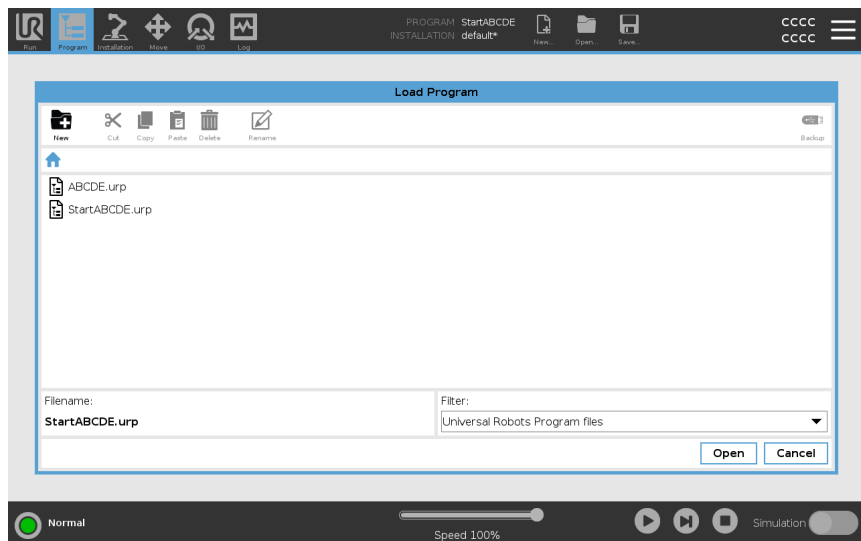 UR
PROGRAM StartABCDE
INSTALLATION default*
CCCC
CCCC
Run Program Installation Move I/O Log New... Open... Save...
Load Program
New Cut Copy Paste Delete Rename Backup
ABCDE.urp
StartABCDE.urp
Filename: Filter:
StartABCDE.urp Universal Robots Program files
Open Cancel
Normal Speed 100% Simulation